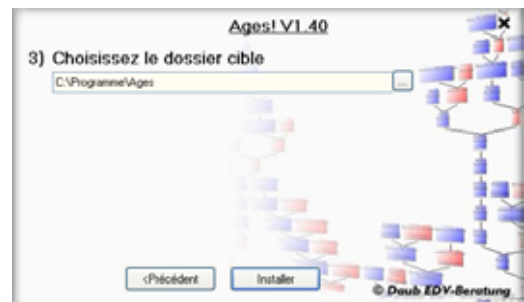 Ages! V1.40
3) Choisissez le dossier cible
C:\Programme\Ages
...
<Précédent
Installer
© Daub EDV-Beratung